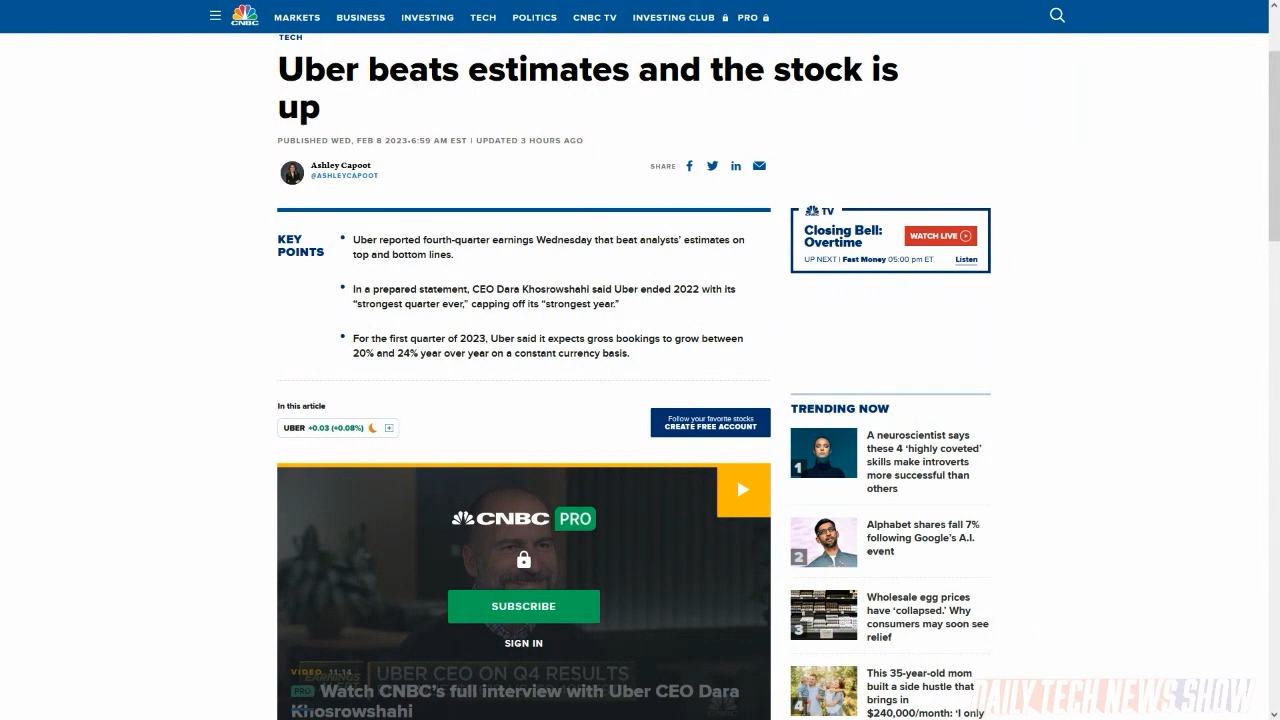 CNBC
MARKETS BUSINESS INVESTING TECH POLITICS CNBC TV INVESTING CLUB PRO
TECH
Uber beats estimates and the stock is
up
PUBLISHED WED, FEB 8 2023•6:59 AM EST | UPDATED 3 HOURS AGO
Ashley Capoot
@ASHLEYCAPOOT
SHARE
KEY
POINTS
Uber reported fourth-quarter earnings Wednesday that beat analysts’ estimates on
top and bottom lines.
In a prepared statement, CEO Dara Khosrowshahi said Uber ended 2022 with its
“strongest quarter ever,” capping off its “strongest year.”
For the first quarter of 2023, Uber said it expects gross bookings to grow between
20% and 24% year over year on a constant currency basis.
In this article
UBER +0.03 (+0.08%)
Follow your favorite stocks
CREATE FREE ACCOUNT
CNBC PRO
SUBSCRIBE
SIGN IN
VIDEO 11:14
EARNINGS
UBER CEO ON Q4 RESULTS
PRO Watch CNBC’s full interview with Uber CEO Dara
Khosrowshahi
TV
Closing Bell:
Overtime
WATCH LIVE
UP NEXT | Fast Money 05:00 pm ET
Listen
TRENDING NOW
1
A neuroscientist says
these 4 ‘highly coveted’
skills make introverts
more successful than
others
2
Alphabet shares fall 7%
following Google’s A.I.
event
3
Wholesale egg prices
have ‘collapsed.’ Why
consumers may soon see
relief
4
This 35-year-old mom
built a side hustle that
brings in
$240,000/month: ‘I only
DAILY TECH NEWS SHOW